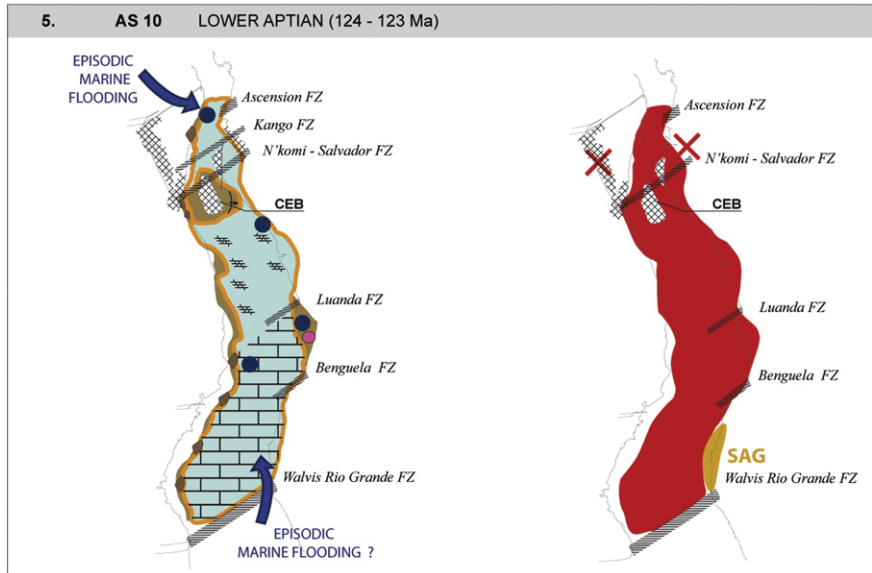 5. AS 10 LOWER APTIAN (124 - 123 Ma)
EPISODIC
MARINE
FLOODING
Ascension FZ
Kango FZ
N'komi - Salvador FZ
CEB
Luanda FZ
Benguela FZ
Walvis Rio Grande FZ
EPISODIC
MARINE FLOODING ?
Ascension FZ
N'komi - Salvador FZ
CEB
Luanda FZ
Benguela FZ
SAG
Walvis Rio Grande FZ